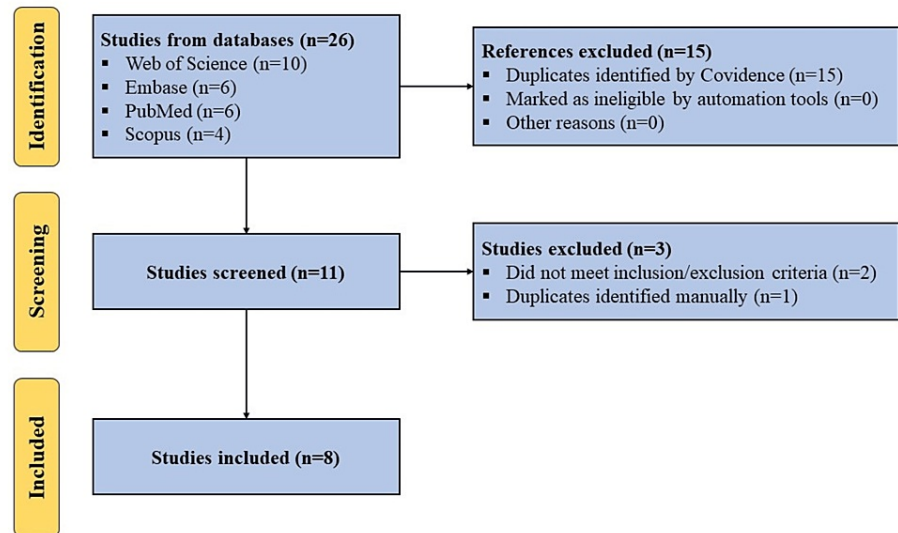 Identification
Studies from databases (n=26)
▪ Web of Science (n=10)
▪ Embase (n=6)
▪ PubMed (n=6)
▪ Scopus (n=4)
References excluded (n=15)
▪ Duplicates identified by Covidence (n=15)
▪ Marked as ineligible by automation tools (n=0)
▪ Other reasons (n=0)
Screening
Studies screened (n=11)
Studies excluded (n=3)
▪ Did not meet inclusion/exclusion criteria (n=2)
▪ Duplicates identified manually (n=1)
Included
Studies included (n=8)